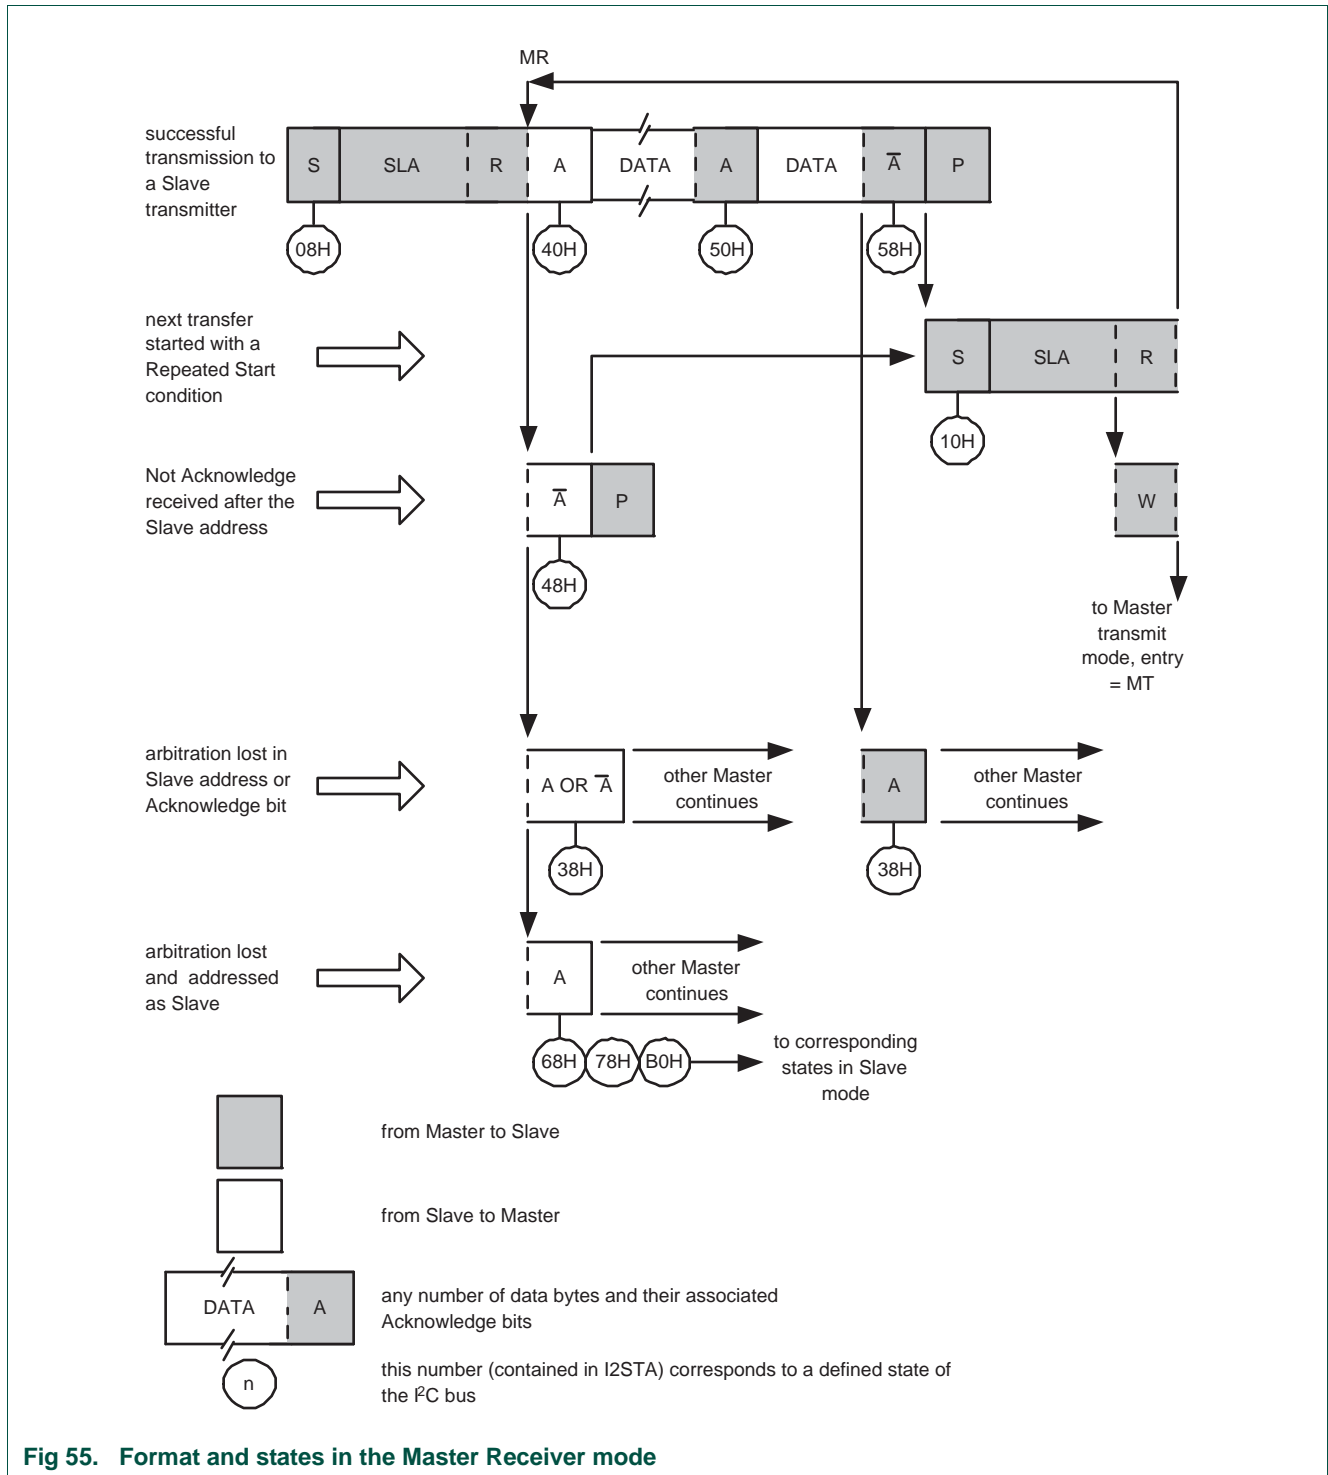 MR
successful
transmission to
a Slave
transmitter
S SLA R A DATA A DATA A̅ P
08H 40H 50H 58H
next transfer
started with a
Repeated Start
condition
S SLA R
10H
Not Acknowledge
received after the
Slave address
A̅ P
W
48H
to Master
transmit
mode, entry
= MT
arbitration lost in
Slave address or
Acknowledge bit
A OR A̅
other Master
continues
A
other Master
continues
38H 38H
arbitration lost
and addressed
as Slave
A
other Master
continues
68H 78H B0H
to corresponding
states in Slave
mode
from Master to Slave
from Slave to Master
DATA A
any number of data bytes and their associated
Acknowledge bits
n
this number (contained in I2STA) corresponds to a defined state of
the I²C bus
Fig 55. Format and states in the Master Receiver mode